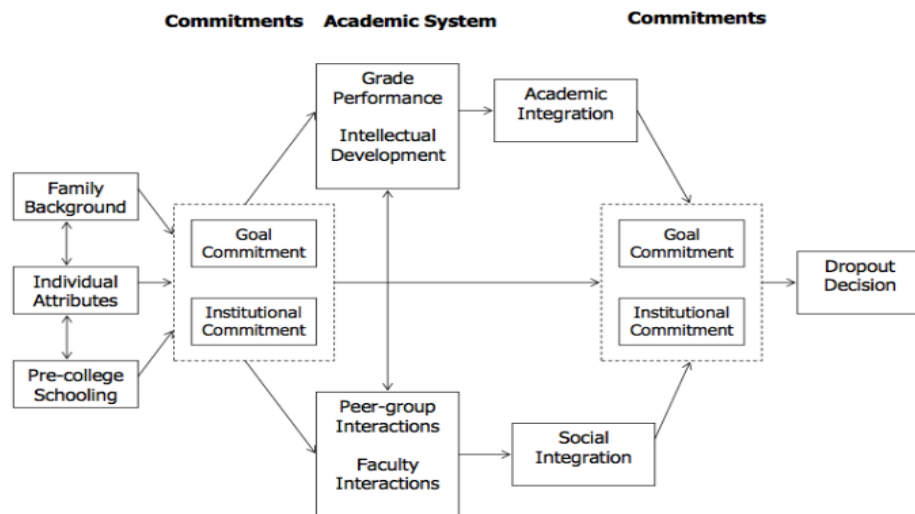 Commitments
Academic System
Commitments
Grade
Performance
Intellectual
Development
Academic
Integration
Family
Background
Individual
Attributes
Pre-college
Schooling
Goal
Commitment
Institutional
Commitment
Goal
Commitment
Institutional
Commitment
Dropout
Decision
Peer-group
Interactions
Faculty
Interactions
Social
Integration